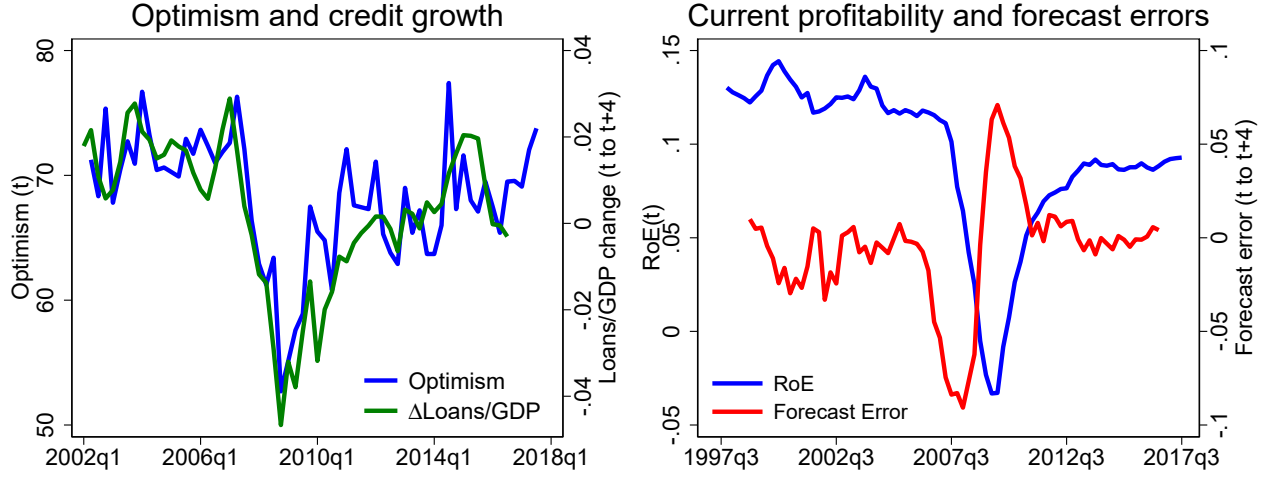 Optimism and credit growth
80
70
60
50
Optimism (t)
.04
.02
0
-.02
-.04
Loans/GDP change (t to t+4)
Optimism
ΔLoans/GDP
2002q1
2006q1
2010q1
2014q1
2018q1
Current profitability and forecast errors
.15
.1
.05
0
-.05
RoE(t)
.1
.05
0
-.05
-.1
Forecast error (t to t+4)
RoE
Forecast Error
1997q3
2002q3
2007q3
2012q3
2017q3